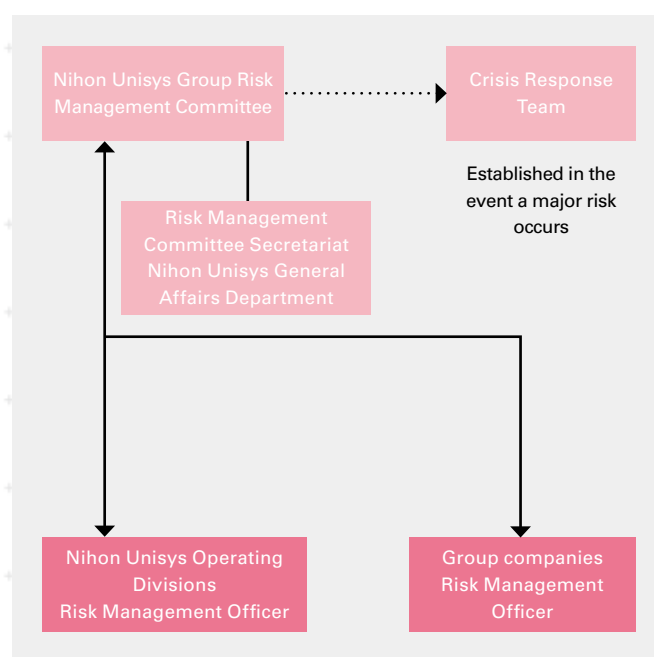 Nihon Unisys Group Risk
Management Committee
Crisis Response
Team
Established in the
event a major risk
occurs
Risk Management
Committee Secretariat
Nihon Unisys General
Affairs Department
Nihon Unisys Operating
Divisions
Risk Management Officer
Group companies
Risk Management
Officer